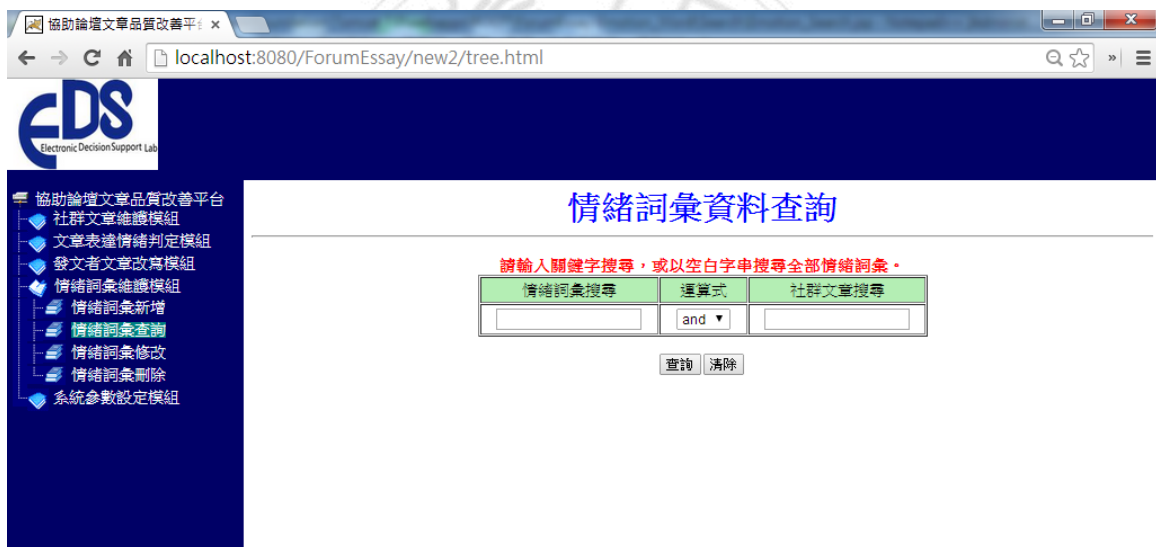 協助論壇文章品質改善平
localhost:8080/ForumEssay/new2/tree.html
EDS
Electronic Decision Support Lab
協助論壇文章品質改善平台
社群文章維護模組
文章表達情緒判定模組
發文者文章改寫模組
情緒詞彙維護模組
情緒詞彙新增
情緒詞彙查詢
情緒詞彙修改
情緒詞彙刪除
系統參數設定模組
情緒詞彙資料查詢
請輸入關鍵字搜尋,或以空白字串搜尋全部情緒詞彙。
情緒詞彙搜尋 運算式 社群文章搜尋
and
查詢 清除